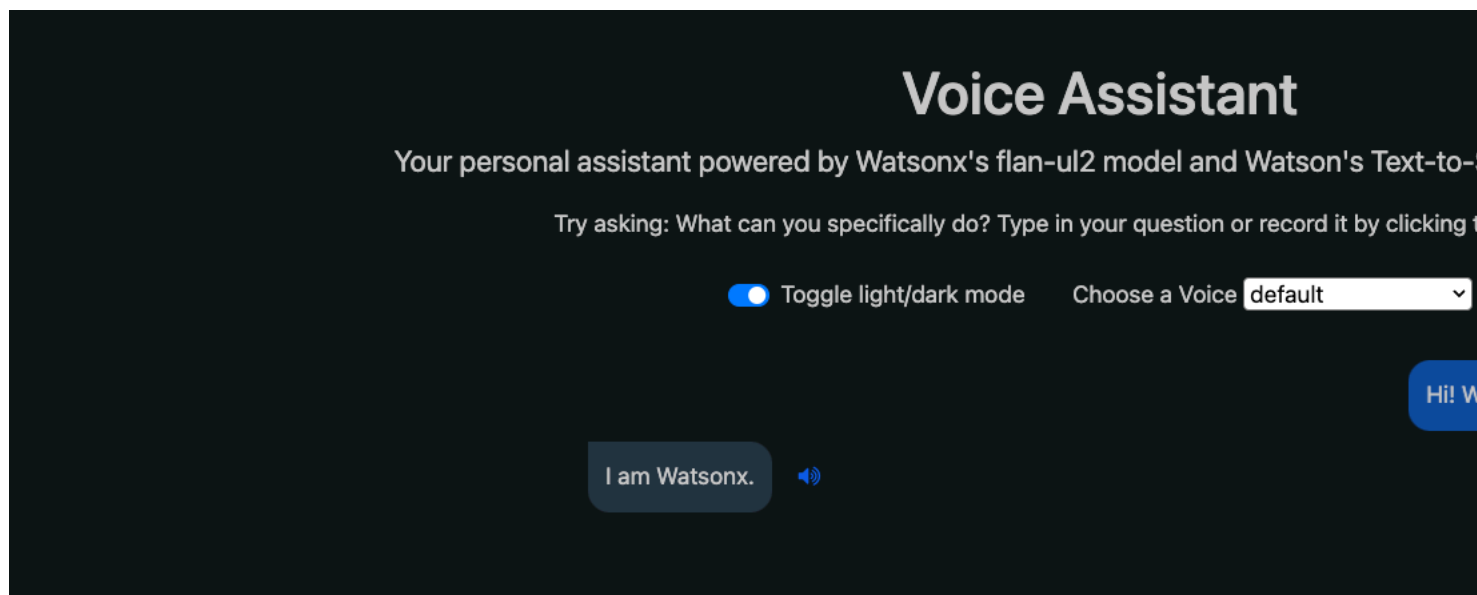 Voice Assistant
Your personal assistant powered by Watsonx's flan-ul2 model and Watson's Text-to-
Try asking: What can you specifically do? Type in your question or record it by clicking
Toggle light/dark mode Choose a Voice default
Hi!
I am Watsonx.